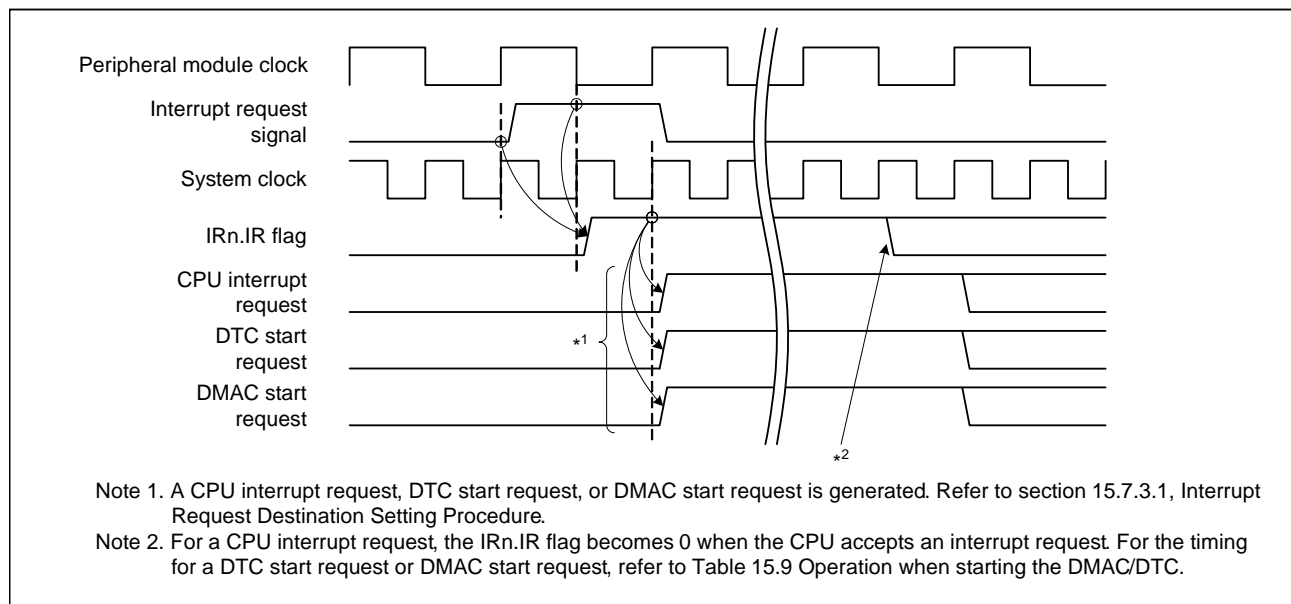 Peripheral module clock
Interrupt request
signal
System clock
IRn.IR flag
CPU interrupt
request
DTC start
request
DMAC start
request
*1
*2
Note 1. A CPU interrupt request, DTC start request, or DMAC start request is generated. Refer to section 15.7.3.1, Interrupt
Request Destination Setting Procedure.
Note 2. For a CPU interrupt request, the IRn.IR flag becomes 0 when the CPU accepts an interrupt request. For the timing
for a DTC start request or DMAC start request, refer to Table 15.9 Operation when starting the DMAC/DTC.